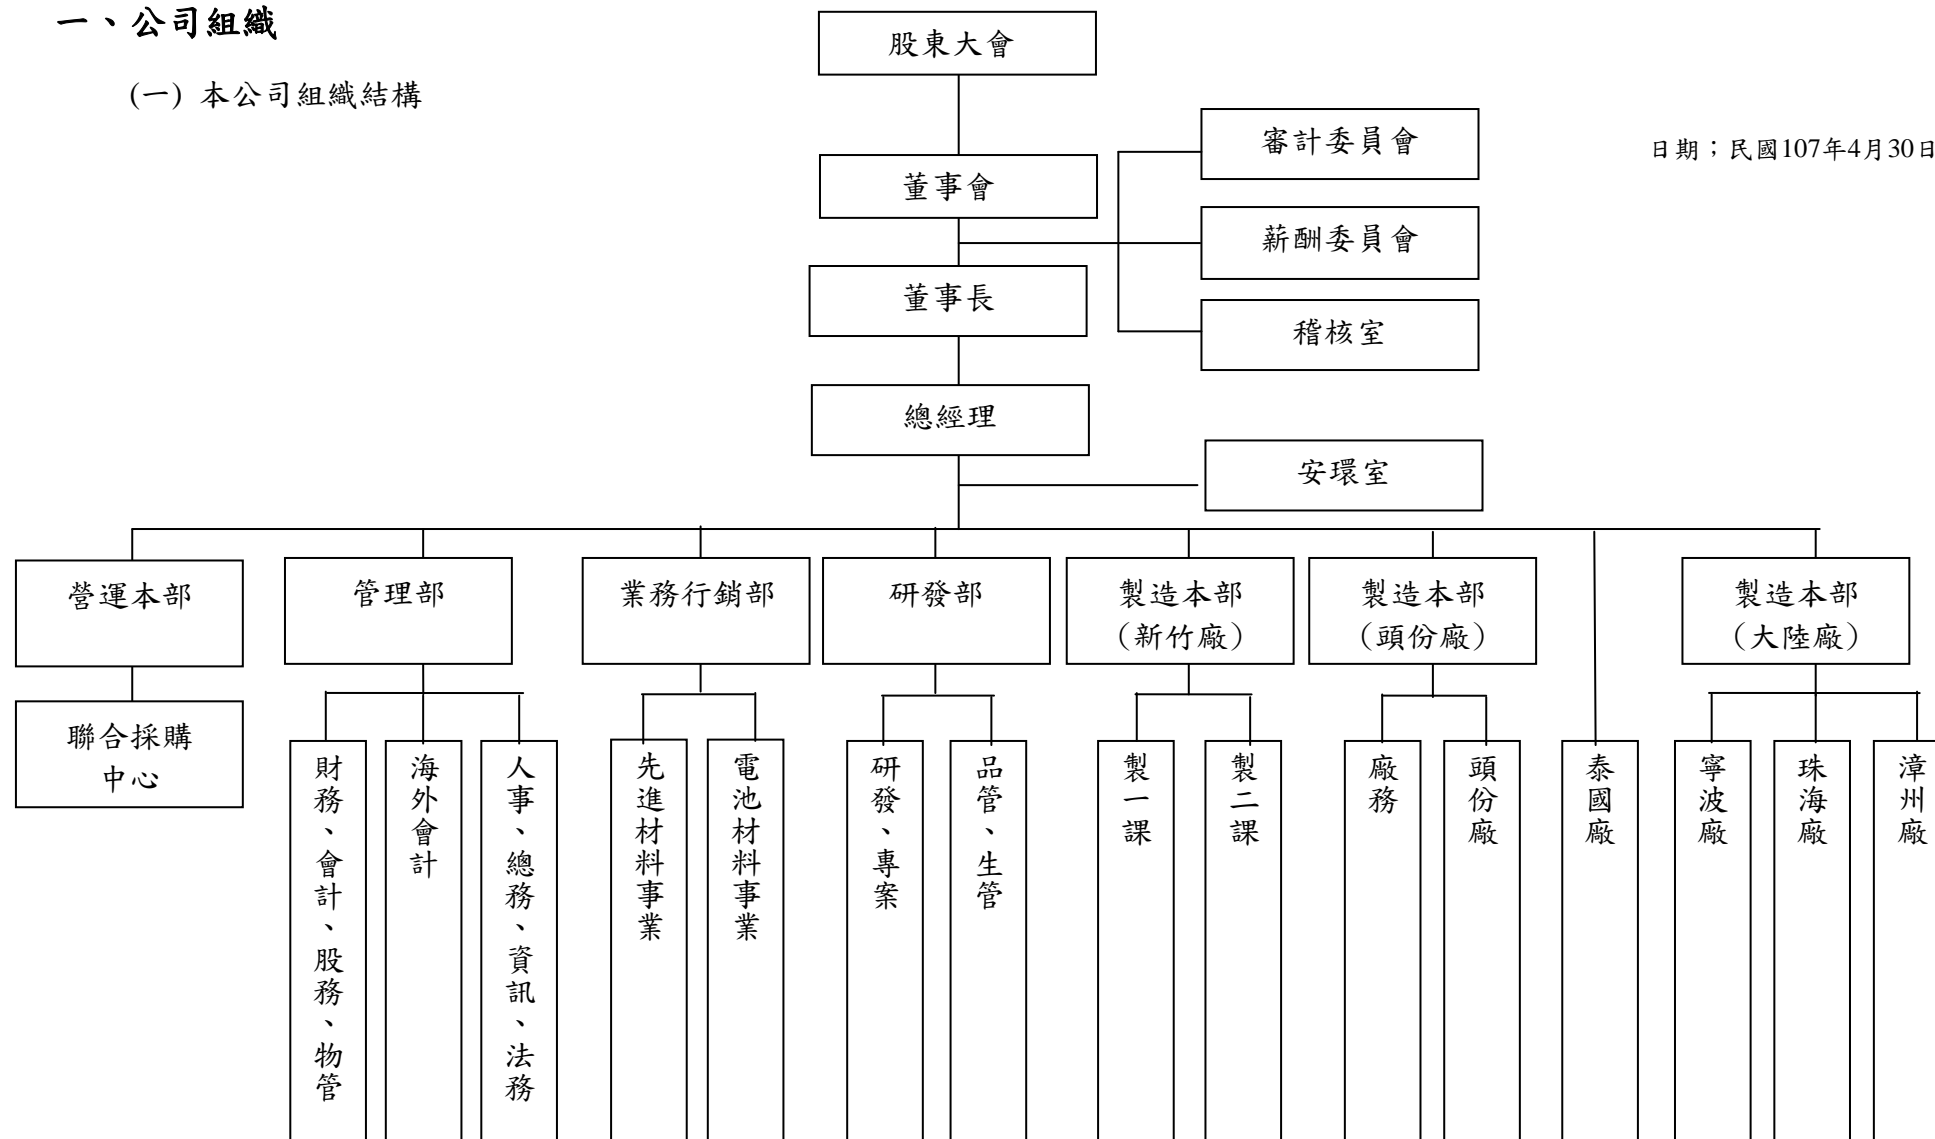 一、公司組織
(一) 本公司組織結構
日期；民國107年4月30日
股東大會
董事會
審計委員會
薪酬委員會
稽核室
董事長
總經理
安環室
營運本部
管理部
業務行銷部
研發部
製造本部
（新竹廠）
製造本部
（頭份廠）
製造本部
（大陸廠）
聯合採購
中心
財務、會計、股務、物管
海外會計
人事、總務、資訊、法務
先進材料事業
電池材料事業
研發、專案
品管、生管
製一課
製二課
廠務
頭份廠
泰國廠
寧波廠
珠海廠
漳州廠